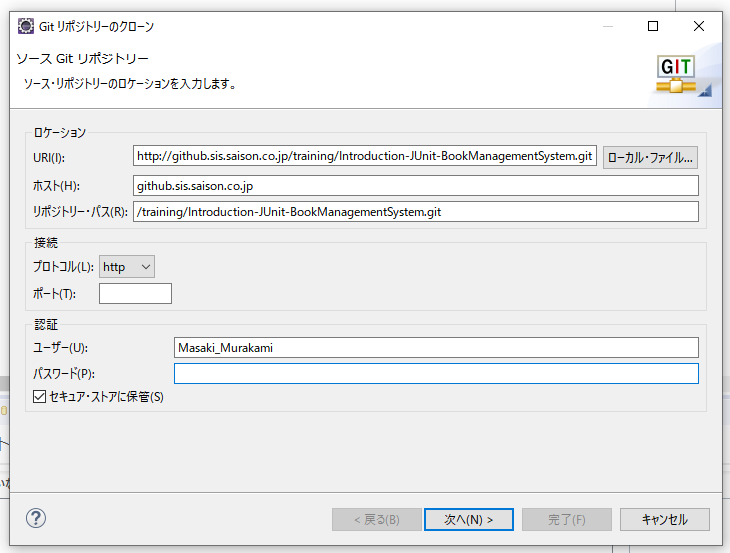 Git リポジトリーのクローン
ソース Git リポジトリー
ソース・リポジトリーのロケーションを入力します。
GIT
ロケーション
URI(I): http://github.sis.saison.co.jp/training/Introduction-JUnit-BookManagementSystem.git ローカル・ファイル...
ホスト(H): github.sis.saison.co.jp
リポジトリー・パス(R): /training/Introduction-JUnit-BookManagementSystem.git
接続
プロトコル(L): http
ポート(T):
認証
ユーザー(U): Masaki_Murakami
パスワード(P):
セキュア・ストアに保管(S)
? < 戻る(B) 次へ(N) > 完了(F) キャンセル